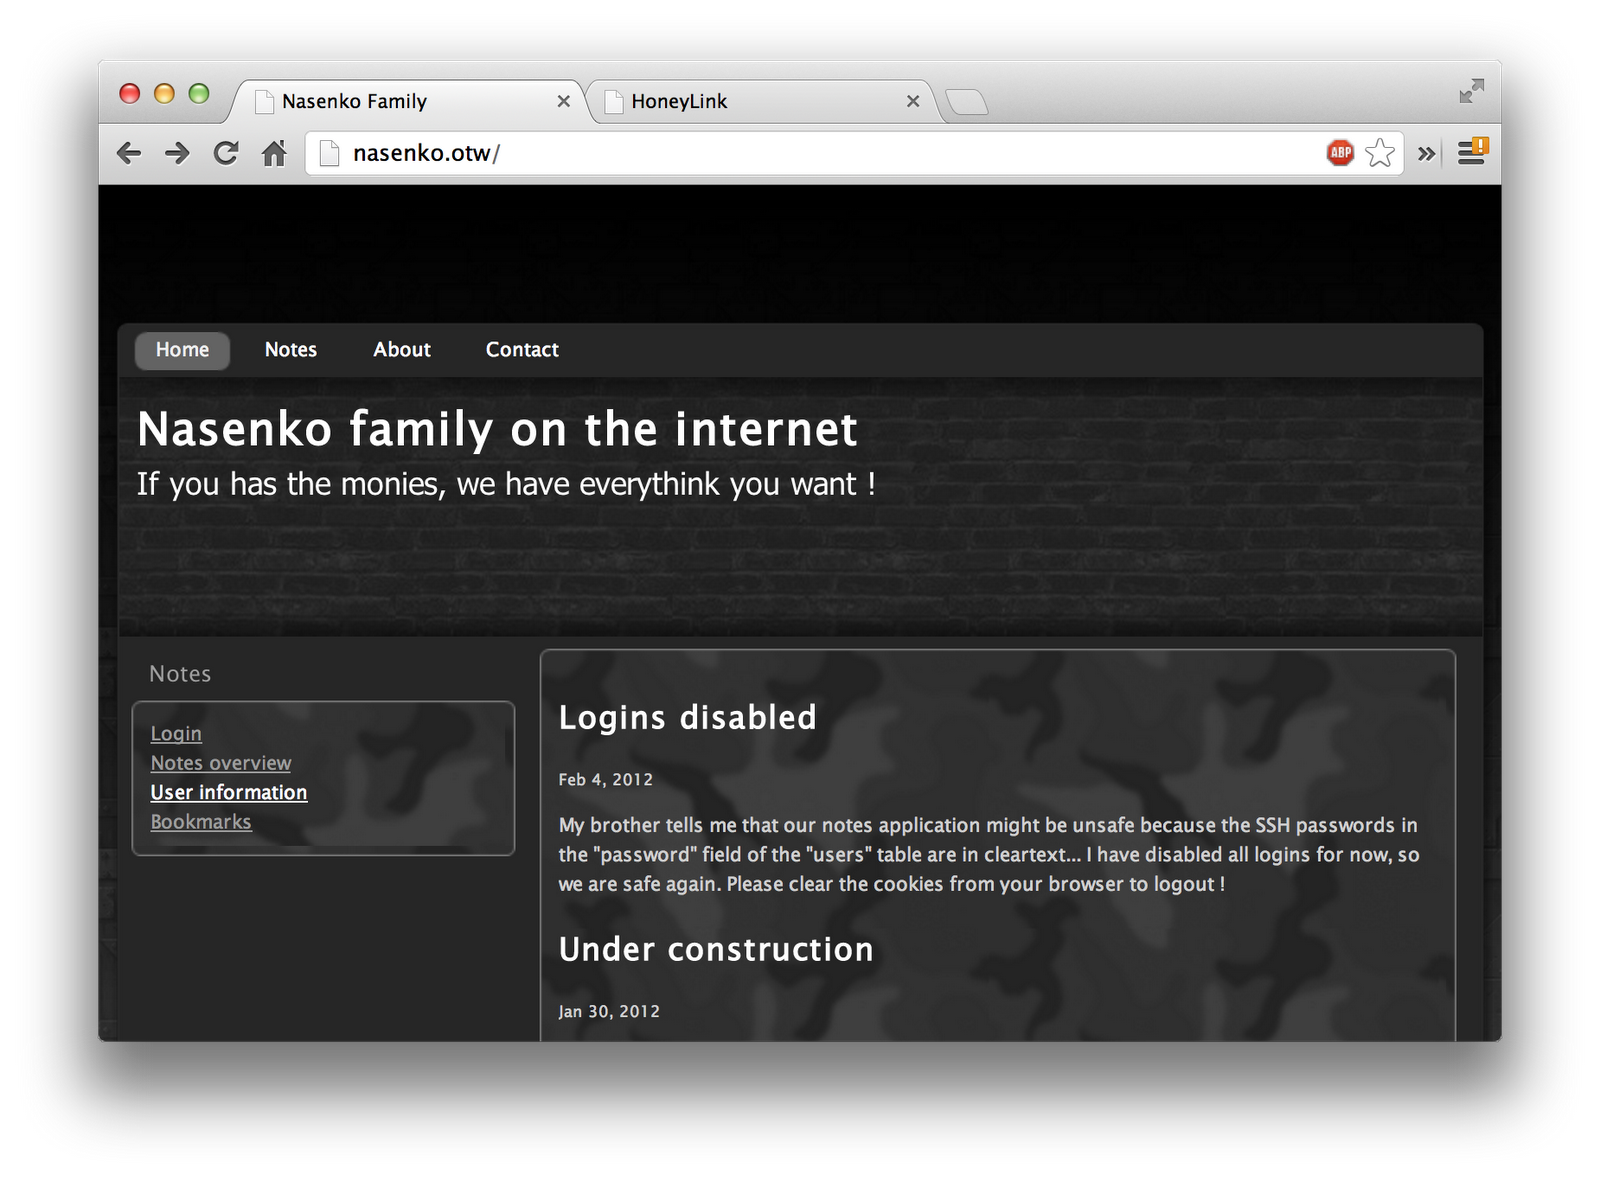 Nasenko Family
HoneyLink
nasenko.otw/
ABP
Home Notes About Contact
Nasenko family on the internet
If you has the monies, we have everythink you want !
Notes
Login
Notes overview
User information
Bookmarks
Logins disabled
Feb 4, 2012
My brother tells me that our notes application might be unsafe because the SSH passwords in
the "password" field of the "users" table are in cleartext... I have disabled all logins for now, so
we are safe again. Please clear the cookies from your browser to logout !
Under construction
Jan 30, 2012